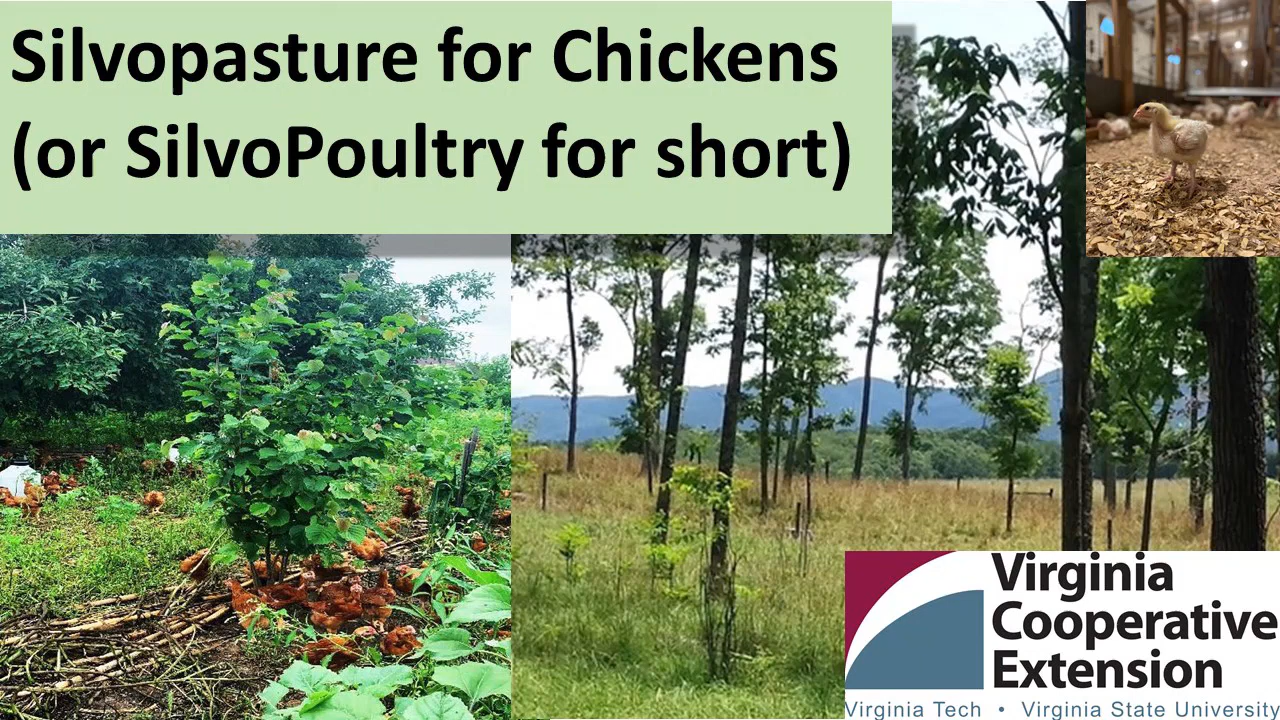 Silvopasture for Chickens
(or SilvoPoultry for short)
Virginia
Cooperative
Extension
Virginia Tech • Virginia State University